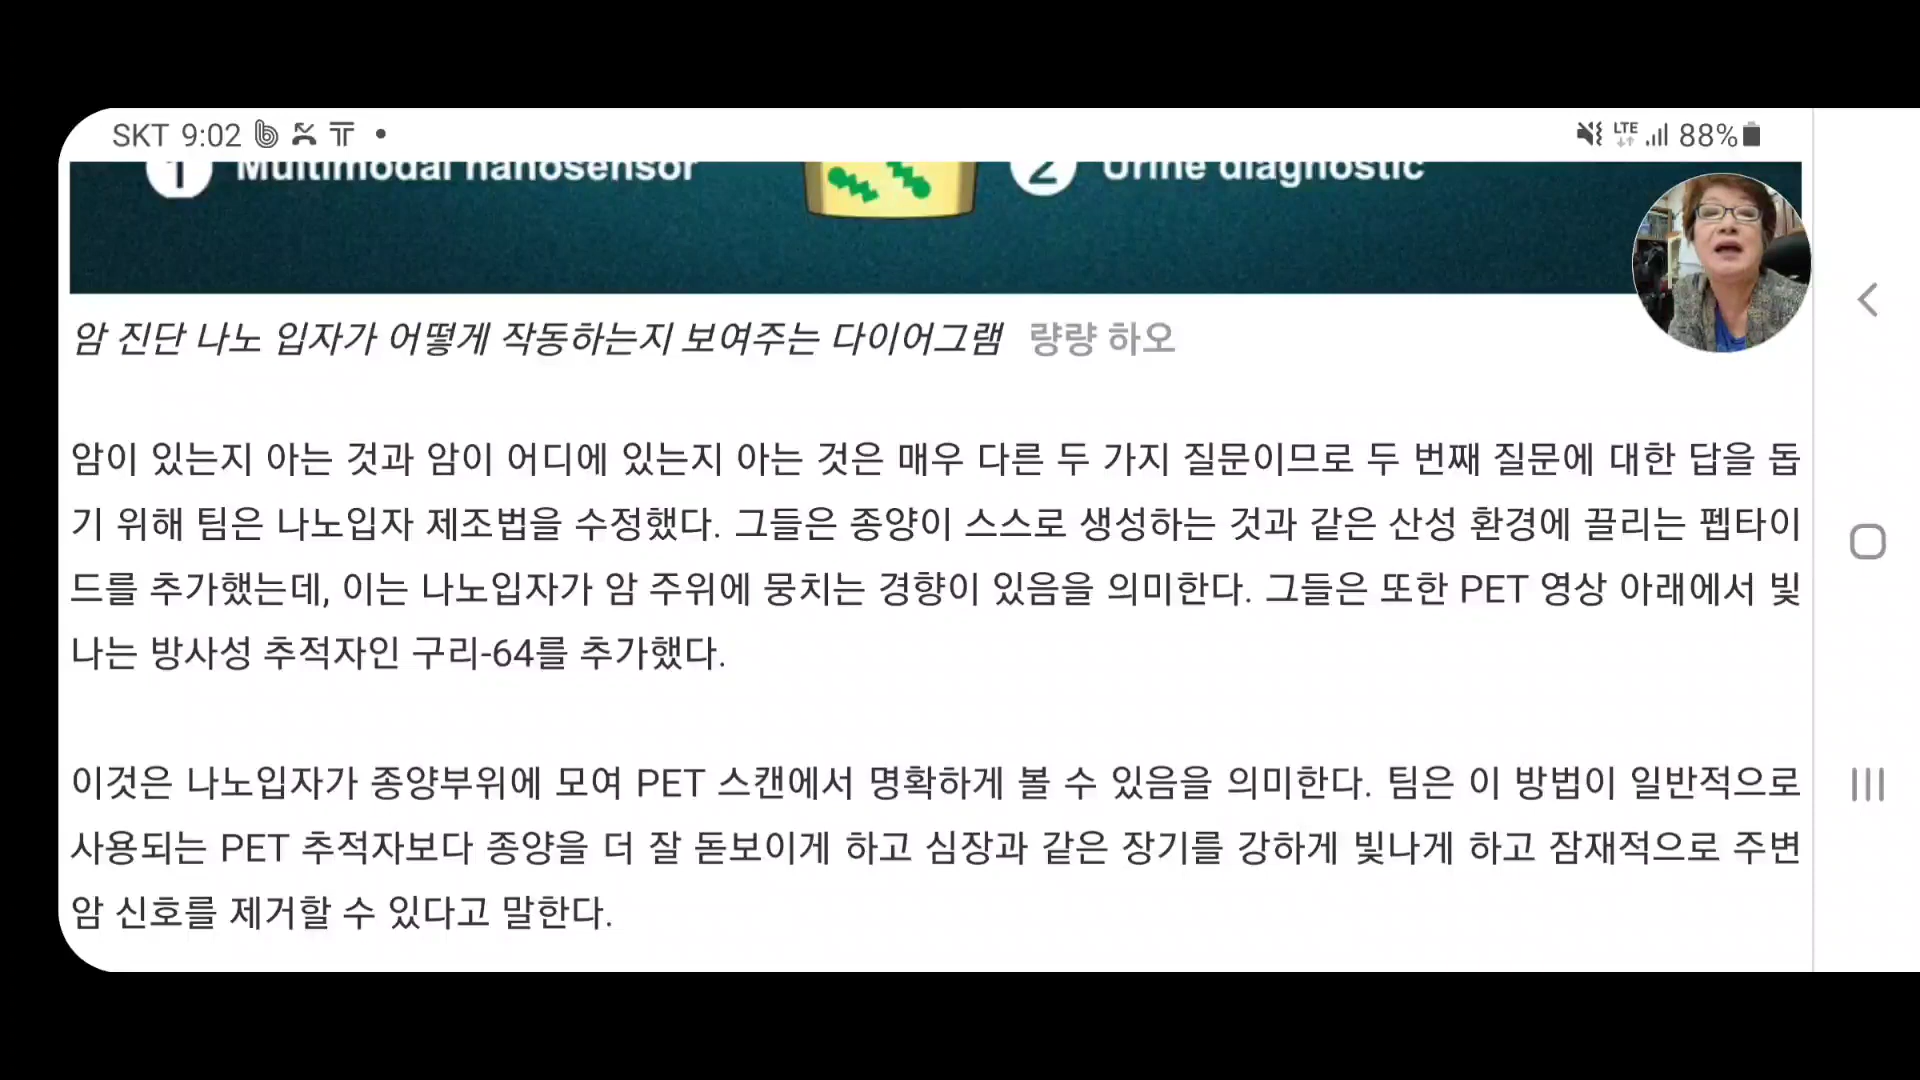 SKT 9:02
LTE 88%
1 Multimodal nanosensor
2 Urine diagnostic
암 진단 나노 입자가 어떻게 작동하는지 보여주는 다이어그램 량량 하오
암이 있는지 아는 것과 암이 어디에 있는지 아는 것은 매우 다른 두 가지 질문이므로 두 번째 질문에 대한 답을 돕
기 위해 팀은 나노입자 제조법을 수정했다. 그들은 종양이 스스로 생성하는 것과 같은 산성 환경에 끌리는 펩타이
드를 추가했는데, 이는 나노입자가 암 주위에 뭉치는 경향이 있음을 의미한다. 그들은 또한 PET 영상 아래에서 빛
나는 방사성 추적자인 구리-64를 추가했다.
이것은 나노입자가 종양부위에 모여 PET 스캔에서 명확하게 볼 수 있음을 의미한다. 팀은 이 방법이 일반적으로
사용되는 PET 추적자보다 종양을 더 잘 돋보이게 하고 심장과 같은 장기를 강하게 빛나게 하고 잠재적으로 주변
암 신호를 제거할 수 있다고 말한다.